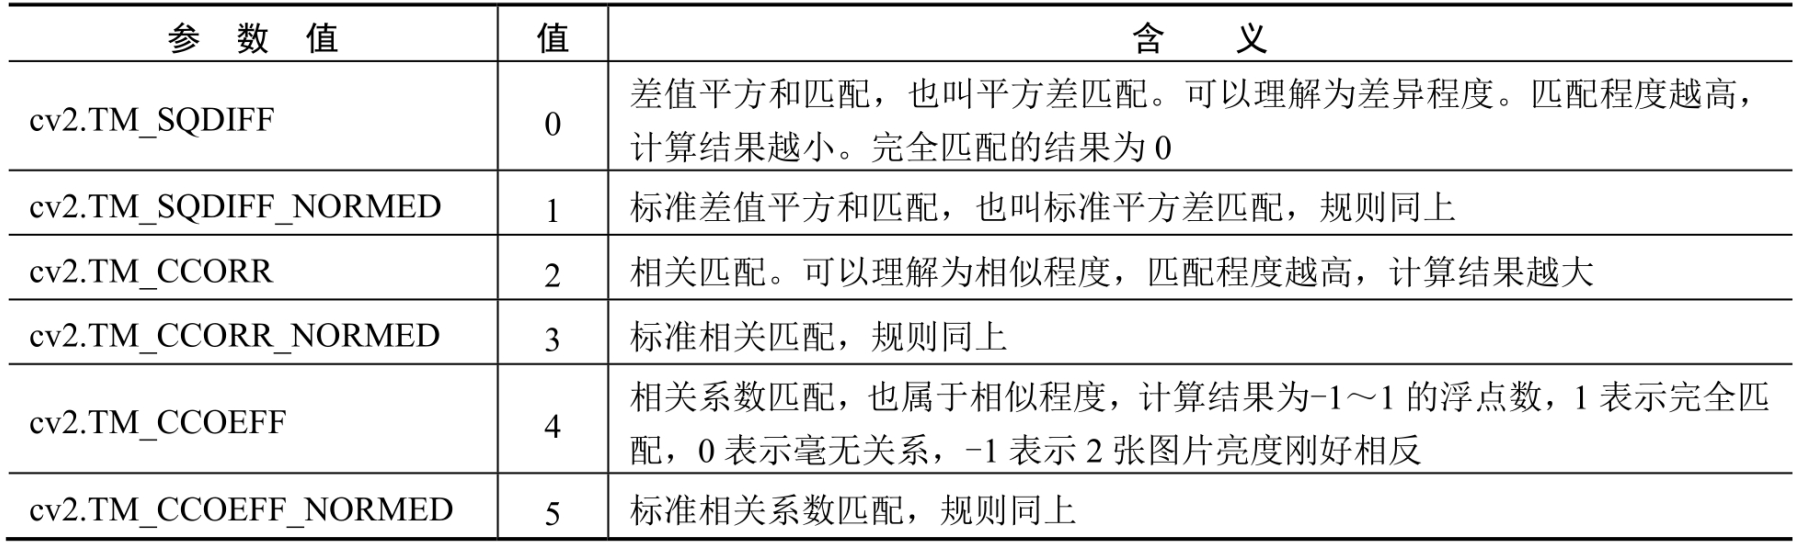 参 数 值 值 含 义
cv2.TM_SQDIFF 0 差值平方和匹配，也叫平方差匹配。可以理解为差异程度。匹配程度越高，
计算结果越小。完全匹配的结果为 0
cv2.TM_SQDIFF_NORMED 1 标准差值平方和匹配，也叫标准平方差匹配，规则同上
cv2.TM_CCORR 2 相关匹配。可以理解为相似程度，匹配程度越高，计算结果越大
cv2.TM_CCORR_NORMED 3 标准相关匹配，规则同上
cv2.TM_CCOEFF 4 相关系数匹配，也属于相似程度，计算结果为-1～1 的浮点数，1 表示完全匹
配，0 表示毫无关系，-1 表示 2 张图片亮度刚好相反
cv2.TM_CCOEFF_NORMED 5 标准相关系数匹配，规则同上